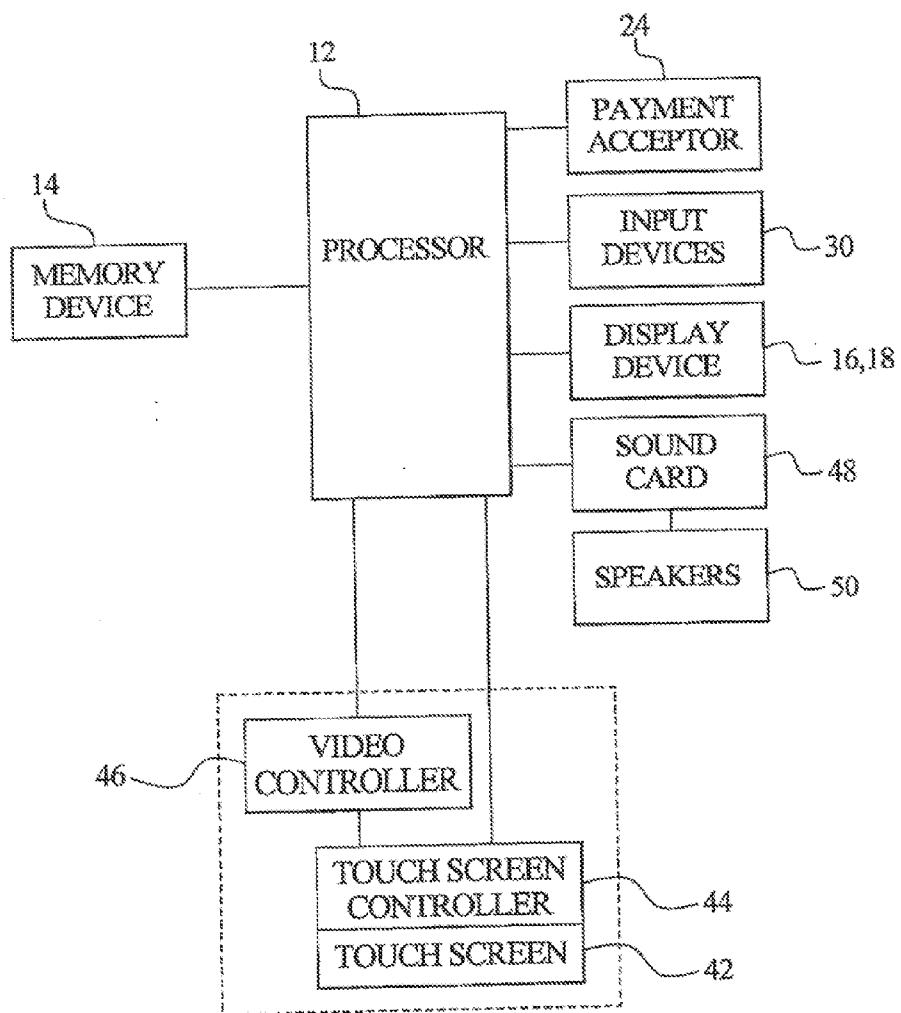 12
24
PAYMENT
ACCEPTOR
14
MEMORY
DEVICE
PROCESSOR
INPUT
DEVICES
30
DISPLAY
DEVICE
16,18
SOUND
CARD
48
SPEAKERS
50
VIDEO
CONTROLLER
46
TOUCH SCREEN
CONTROLLER
44
TOUCH SCREEN
42